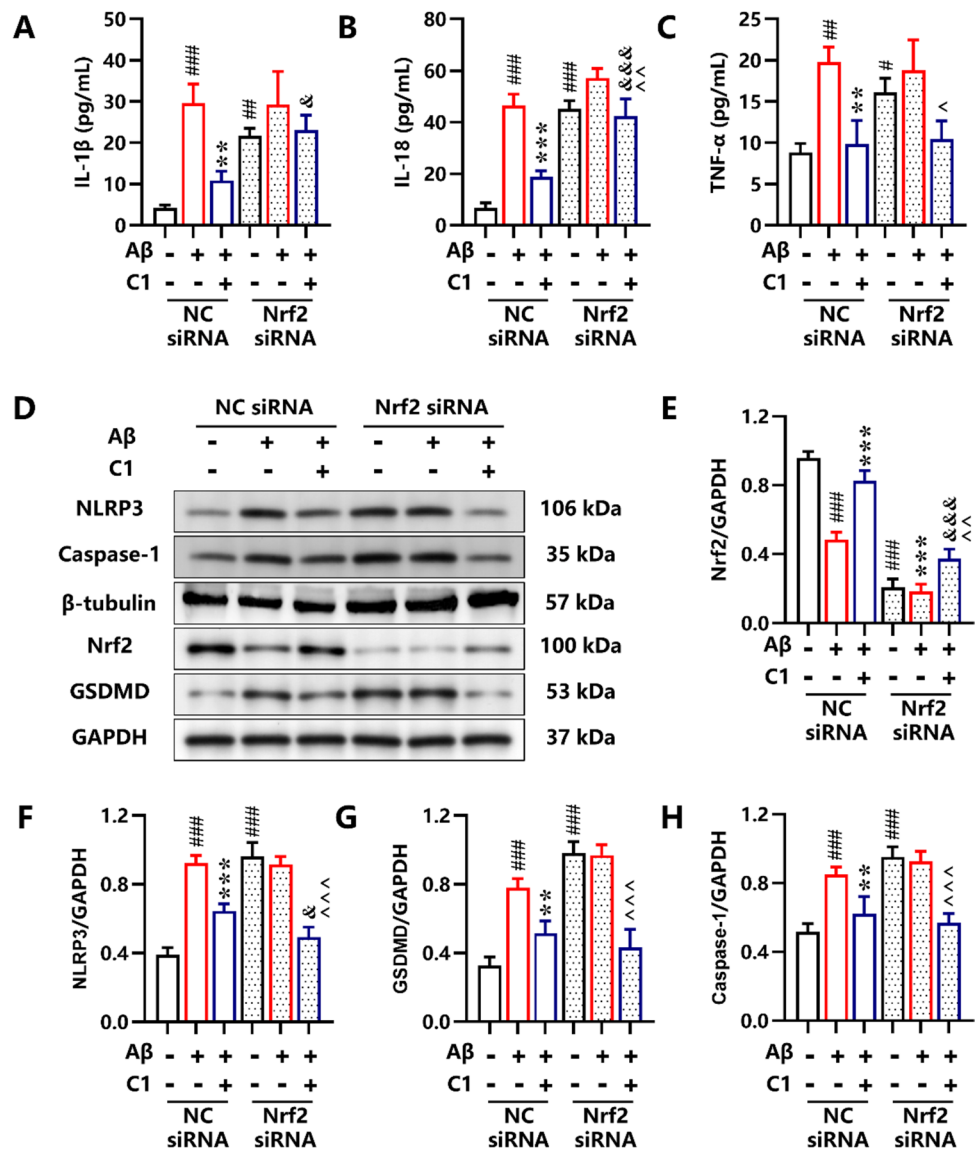 A
IL-1β (pg/mL)
50
40
30
20
10
0
###
**
##
&
Aβ - + + - + +
C1 - - + - - +
NC siRNA
Nrf2 siRNA
B
IL-18 (pg/mL)
80
60
40
20
0
###
***
###
&&&
^^
Aβ - + + - + +
C1 - - + - - +
NC siRNA
Nrf2 siRNA
C
TNF-α (pg/mL)
25
20
15
10
5
0
##
**
#
^
Aβ - + + - + +
C1 - - + - - +
NC siRNA
Nrf2 siRNA
D
NC siRNA Nrf2 siRNA
Aβ - + + - + +
C1 - - + - - +
NLRP3 106 kDa
Caspase-1 35 kDa
β-tubulin 57 kDa
Nrf2 100 kDa
GSDMD 53 kDa
GAPDH 37 kDa
E
Nrf2/GAPDH
1.2
0.8
0.4
0.0
###
***
###
***
&&&
^^
Aβ - + + - + +
C1 - - + - - +
NC siRNA
Nrf2 siRNA
F
NLRP3/GAPDH
1.2
0.8
0.4
0.0
###
***
###
&
^^^
Aβ - + + - + +
C1 - - + - - +
NC siRNA
Nrf2 siRNA
G
GSDMD/GAPDH
1.2
0.8
0.4
0.0
###
**
###
^^^
Aβ - + + - + +
C1 - - + - - +
NC siRNA
Nrf2 siRNA
H
Caspase-1/GAPDH
1.2
0.8
0.4
0.0
###
**
###
^^^
Aβ - + + - + +
C1 - - + - - +
NC siRNA
Nrf2 siRNA